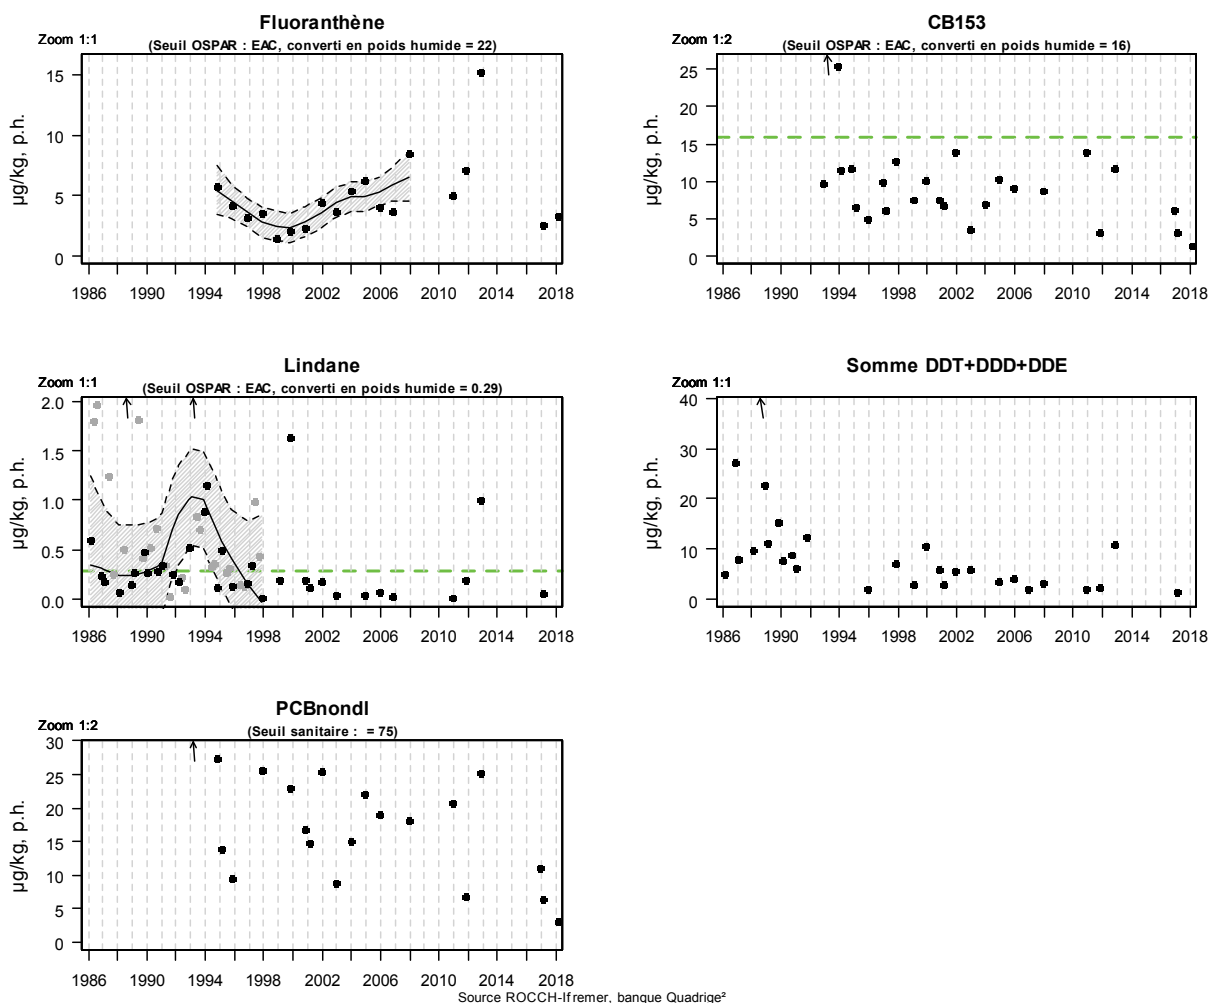 Fluoranthène
Zoom 1:1
(Seuil OSPAR : EAC, converti en poids humide = 22)
µg/kg, p.h.
15
10
5
0
1986 1990 1994 1998 2002 2006 2010 2014 2018
CB153
Zoom 1:2
(Seuil OSPAR : EAC, converti en poids humide = 16)
µg/kg, p.h.
25
20
15
10
5
0
1986 1990 1994 1998 2002 2006 2010 2014 2018
Lindane
Zoom 1:1
(Seuil OSPAR : EAC, converti en poids humide = 0.29)
µg/kg, p.h.
2.0
1.5
1.0
0.5
0.0
1986 1990 1994 1998 2002 2006 2010 2014 2018
Somme DDT+DDD+DDE
Zoom 1:1
µg/kg, p.h.
40
30
20
10
0
1986 1990 1994 1998 2002 2006 2010 2014 2018
PCBnondl
Zoom 1:2
(Seuil sanitaire : = 75)
µg/kg, p.h.
30
25
20
15
10
5
0
1986 1990 1994 1998 2002 2006 2010 2014 2018
Source ROCCH-Ifremer, banque Quadrige²